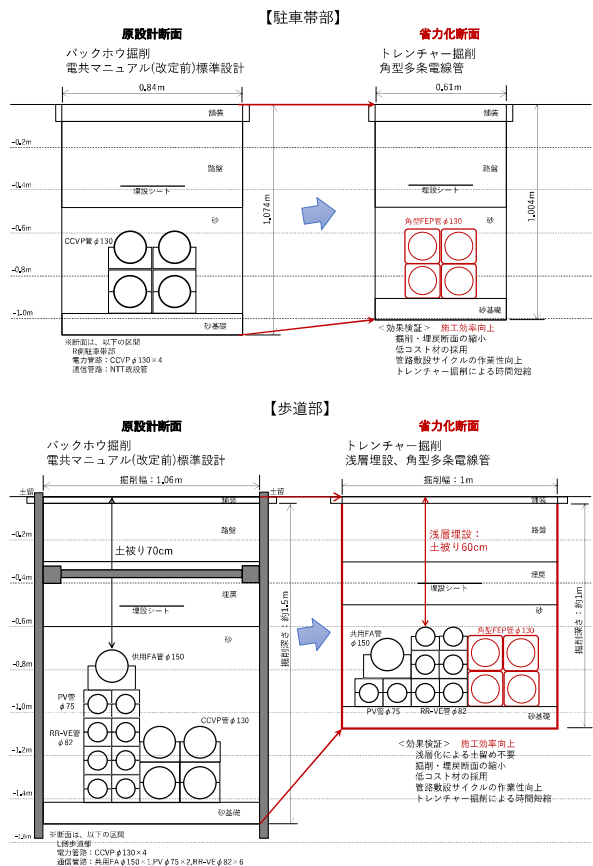 【駐車帯部】
原設計断面
バックホウ掘削
電共マニュアル(改定前)標準設計
省力化断面
トレンチャー掘削
角型多条電線管
0.84m
0.61m
舗装
舗装
-0.2m
路盤
路盤
-0.4m
埋設シート
埋設シート
1.074m
1.004m
砂
砂
-0.6m
CCVP管φ130
角型FEP管φ130
-0.8m
-1.0m
砂基礎
砂基礎
※断面は、以下の区間
R側駐車帯部
電力管路：CCVPφ130×4
通信管路：NTT既設管
＜効果検証＞ 施工効率向上
掘削・埋戻断面の縮小
低コスト材の採用
管路敷設サイクルの作業性向上
トレンチャー掘削による時間短縮
【歩道部】
原設計断面
バックホウ掘削
電共マニュアル(改定前)標準設計
省力化断面
トレンチャー掘削
浅層埋設、角型多条電線管
掘削幅：1.06m
掘削幅：1m
土留
土留
舗装
舗装
-0.2m
路盤
路盤
土被り70cm
浅層埋設：
土被り60cm
-0.4m
埋戻
埋戻
埋設シート
埋設シート
掘削深さ：約1.5m
掘削深さ：約1m
-0.6m
砂
砂
共用FA管
φ150
角型FEP管φ130
共用FA管φ150
-0.8m
PV管
φ75
-1.0m
PV管φ75
RR-VE管φ82
砂基礎
RR-VE管
φ82
CCVP管φ130
-1.2m
-1.4m
砂基礎
-1.6m
＜効果検証＞ 施工効率向上
浅層化による土留め不要
掘削・埋戻断面の縮小
低コスト材の採用
管路敷設サイクルの作業性向上
トレンチャー掘削による時間短縮
※断面は、以下の区間
L側歩道部
電力管路：CCVPφ130×4
通信管路：共用FAφ150×1,PVφ75×2,RR-VEφ82×6